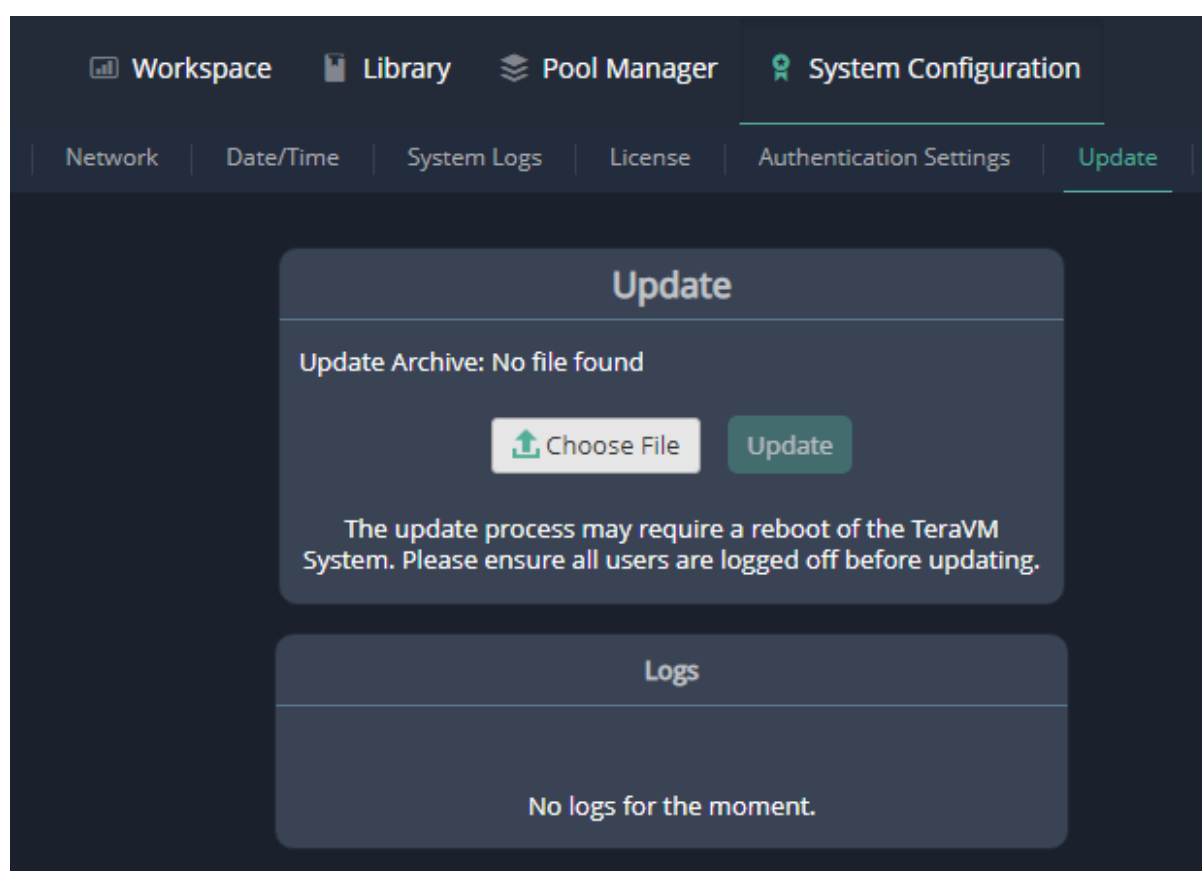 Workspace Library Pool Manager System Configuration
Network Date/Time System Logs License Authentication Settings Update
Update
Update Archive: No file found
Choose File Update
The update process may require a reboot of the TeraVM
System. Please ensure all users are logged off before updating.
Logs
No logs for the moment.